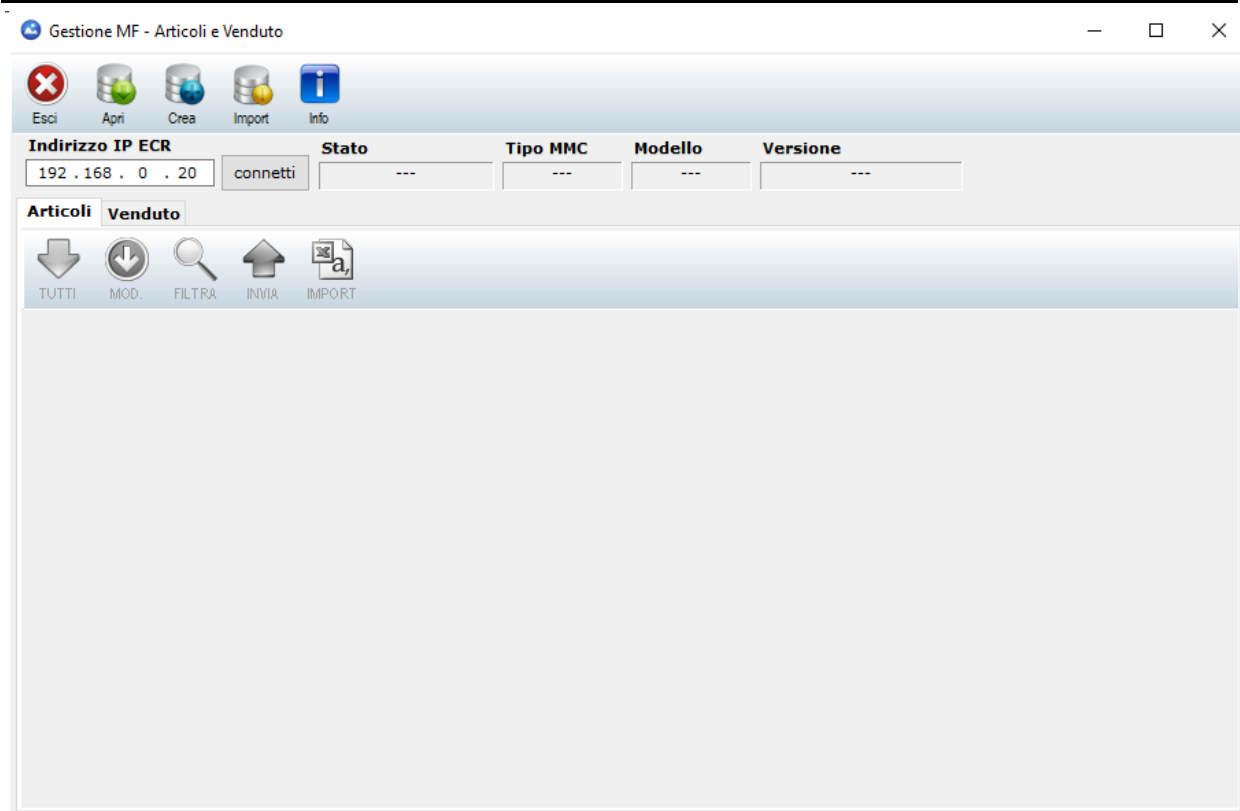 Gestione MF - Articoli e Venduto
Esci Apri Crea Import Info
Indirizzo IP ECR Stato Tipo MMC Modello Versione
192 . 168 . 0 . 20 connetti --- --- --- ---
Articoli Venduto
TUTTI MOD. FILTRA INVIA IMPORT